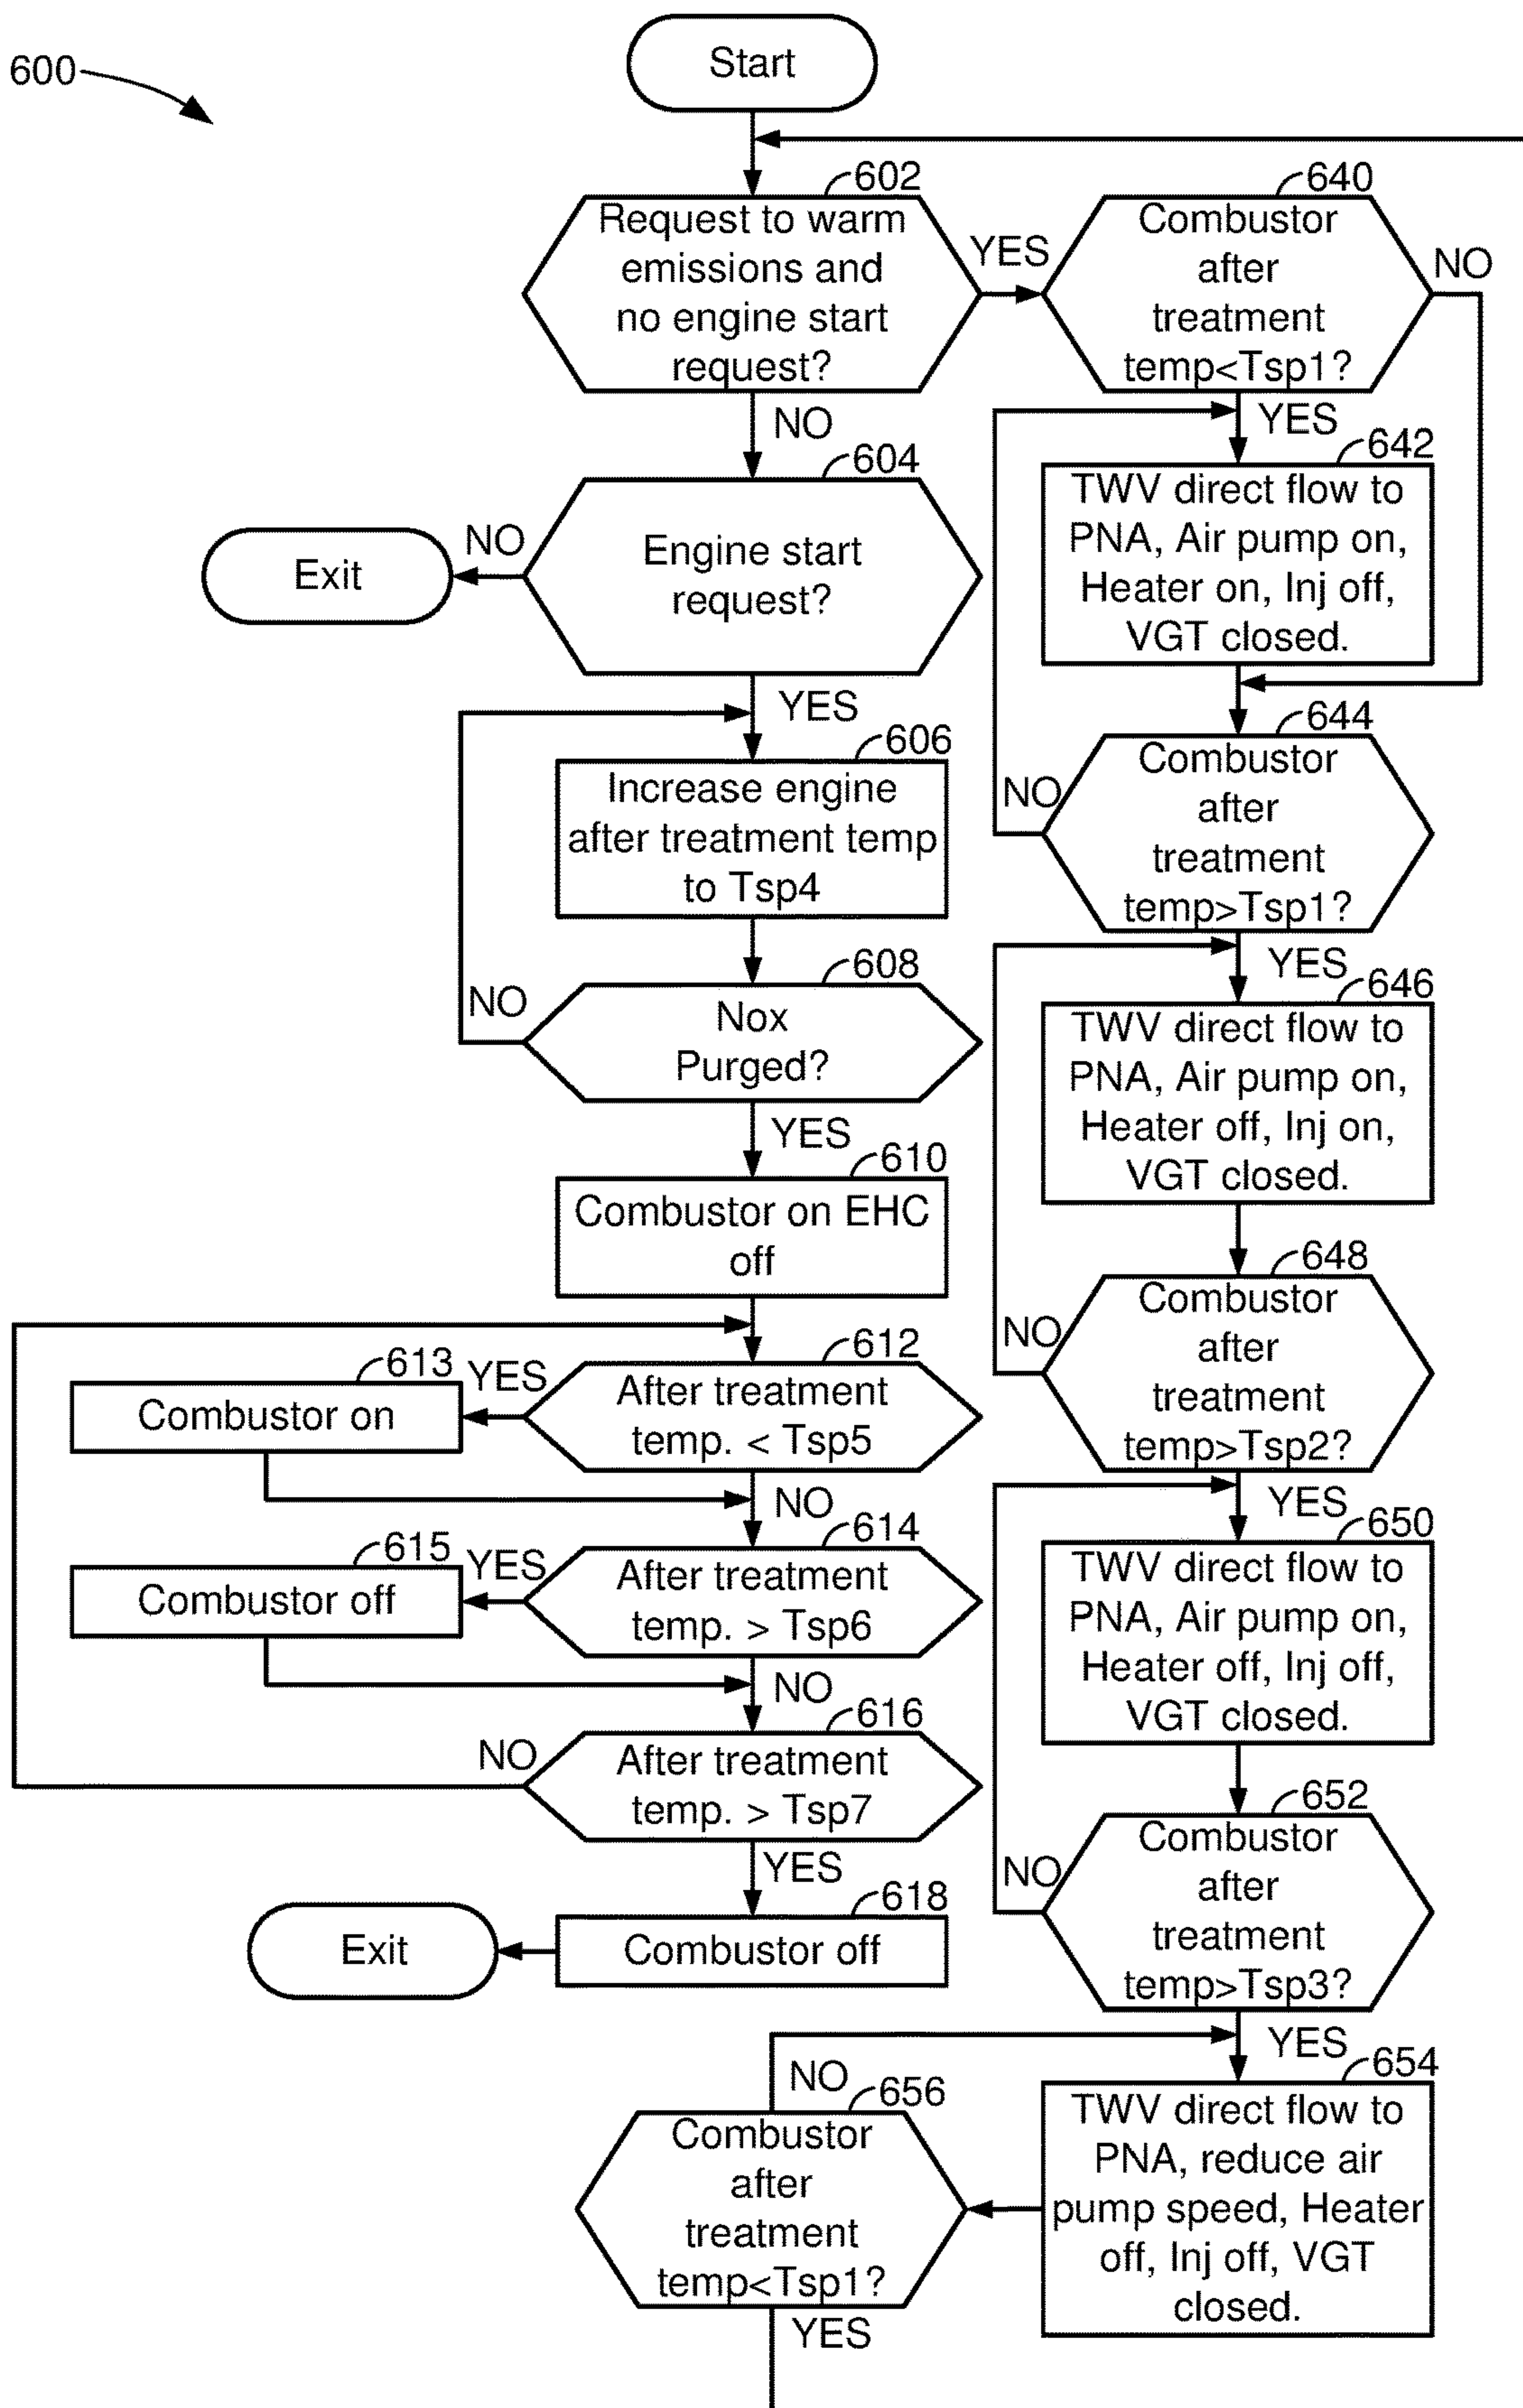 600
Start
602
Request to warm
emissions and
no engine start
request?
YES
NO
640
Combustor
after
treatment
temp<Tsp1?
NO
YES
604
Engine start
request?
NO
Exit
YES
642
TWV direct flow to
PNA, Air pump on,
Heater on, Inj off,
VGT closed.
606
Increase engine
after treatment temp
to Tsp4
644
Combustor
after
treatment
temp>Tsp1?
NO
YES
608
Nox
Purged?
NO
YES
646
TWV direct flow to
PNA, Air pump on,
Heater off, Inj on,
VGT closed.
610
Combustor on EHC
off
648
Combustor
after
treatment
temp>Tsp2?
NO
YES
612
After treatment
temp. < Tsp5
YES
613
Combustor on
NO
614
After treatment
temp. > Tsp6
YES
615
Combustor off
NO
650
TWV direct flow to
PNA, Air pump on,
Heater off, Inj off,
VGT closed.
616
After treatment
temp. > Tsp7
NO
YES
618
Combustor off
Exit
652
Combustor
after
treatment
temp>Tsp3?
NO
YES
654
TWV direct flow to
PNA, reduce air
pump speed, Heater
off, Inj off, VGT
closed.
656
Combustor
after
treatment
temp<Tsp1?
NO
YES